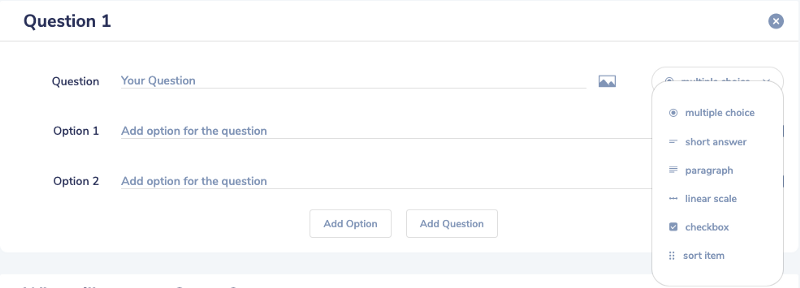 Question 1
Question
Your Question
multiple choice
Option 1
Add option for the question
Option 2
Add option for the question
Add Option
Add Question
multiple choice
short answer
paragraph
linear scale
checkbox
sort item